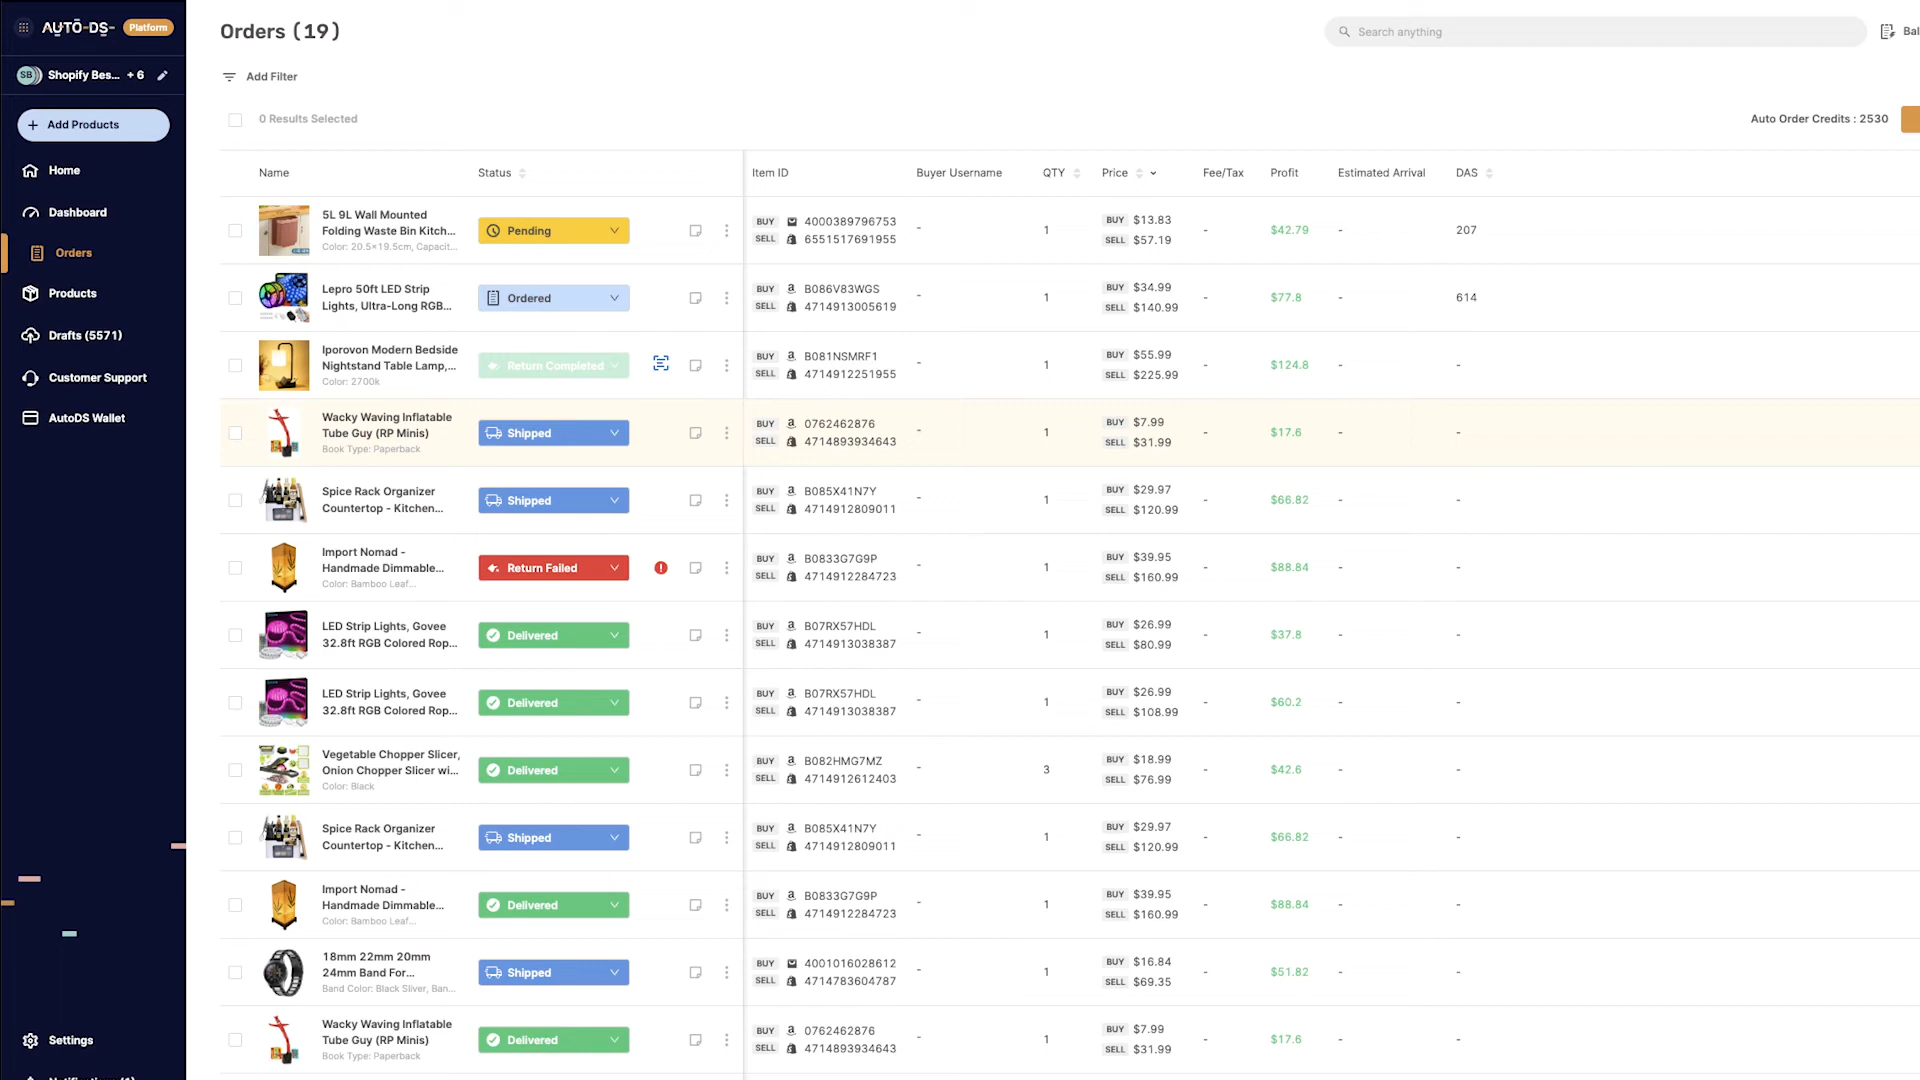 AUTO-DS- Platform
SB Shopify Bes... + 6
+ Add Products
Home
Dashboard
Orders
Products
Drafts (5571)
Customer Support
AutoDS Wallet
Settings
Orders (19)
Search anything
Add Filter
0 Results Selected
Auto Order Credits : 2530
Name Status Item ID Buyer Username QTY Price Fee/Tax Profit Estimated Arrival DAS
5L 9L Wall Mounted
Folding Waste Bin Kitch...
Color: 20.5x19.5cm, Capacit...
Pending
BUY 4000389796753
SELL 6551517691955
- 1
BUY $13.83
SELL $57.19
- $42.79 - 207
Lepro 50ft LED Strip
Lights, Ultra-Long RGB...
Ordered
BUY B086V83WGS
SELL 4714913005619
- 1
BUY $34.99
SELL $140.99
- $77.8 - 614
Iporovon Modern Bedside
Nightstand Table Lamp,...
Color: 2700k
Return Completed
BUY B081NSMRF1
SELL 4714912251955
- 1
BUY $55.99
SELL $225.99
- $124.8 - -
Wacky Waving Inflatable
Tube Guy (RP Minis)
Book Type: Paperback
Shipped
BUY 0762462876
SELL 4714893934643
- 1
BUY $7.99
SELL $31.99
- $17.6 - -
Spice Rack Organizer
Countertop - Kitchen...
Shipped
BUY B085X41N7Y
SELL 4714912809011
- 1
BUY $29.97
SELL $120.99
- $66.82 - -
Import Nomad -
Handmade Dimmable...
Color: Bamboo Leaf...
Return Failed
BUY B0833G7G9P
SELL 4714912284723
- 1
BUY $39.95
SELL $160.99
- $88.84 - -
LED Strip Lights, Govee
32.8ft RGB Colored Rop...
Delivered
BUY B07RX57HDL
SELL 4714913038387
- 1
BUY $26.99
SELL $80.99
- $37.8 - -
LED Strip Lights, Govee
32.8ft RGB Colored Rop...
Delivered
BUY B07RX57HDL
SELL 4714913038387
- 1
BUY $26.99
SELL $108.99
- $60.2 - -
Vegetable Chopper Slicer,
Onion Chopper Slicer wi...
Color: Black
Delivered
BUY B082HMG7MZ
SELL 4714912612403
- 3
BUY $18.99
SELL $76.99
- $42.6 - -
Spice Rack Organizer
Countertop - Kitchen...
Shipped
BUY B085X41N7Y
SELL 4714912809011
- 1
BUY $29.97
SELL $120.99
- $66.82 - -
Import Nomad -
Handmade Dimmable...
Color: Bamboo Leaf...
Delivered
BUY B0833G7G9P
SELL 4714912284723
- 1
BUY $39.95
SELL $160.99
- $88.84 - -
18mm 22mm 20mm
24mm Band For...
Band Color: Black Sliver, Ban...
Shipped
BUY 4001016028612
SELL 4714783604787
- 1
BUY $16.84
SELL $69.35
- $51.82 - -
Wacky Waving Inflatable
Tube Guy (RP Minis)
Book Type: Paperback
Delivered
BUY 0762462876
SELL 4714893934643
- 1
BUY $7.99
SELL $31.99
- $17.6 - -